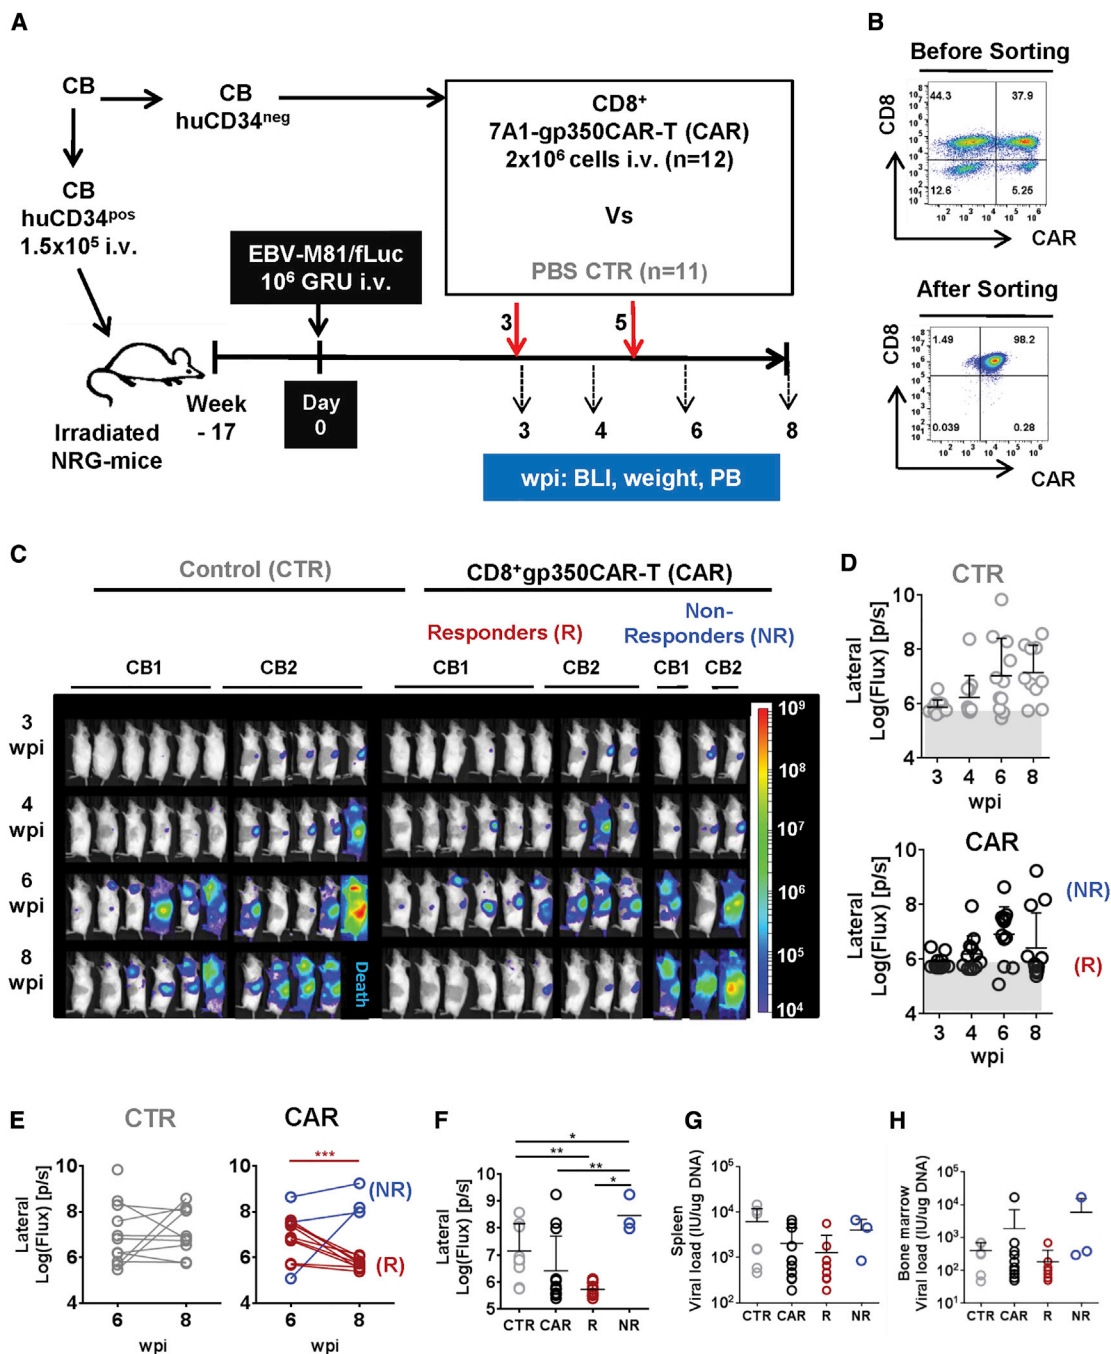 A
CB
CB
huCD34neg
CB
huCD34pos
1.5x10⁵ i.v.
EBV-M81/fLuc
10⁶ GRU i.v.
CD8⁺
7A1-gp350CAR-T (CAR)
2x10⁶ cells i.v. (n=12)
Vs
PBS CTR (n=11)
3
5
Irradiated
NRG-mice
Week
- 17
Day
0
3 4 6 8
wpi: BLI, weight, PB
B
Before Sorting
CD8
44.3 37.9
12.6 5.25
CAR
After Sorting
CD8
1.49 98.2
0.039 0.28
CAR
C
Control (CTR)
CD8⁺gp350CAR-T (CAR)
Responders (R)
Non-
Responders (NR)
CB1 CB2 CB1 CB2 CB1 CB2
3
wpi
4
wpi
6
wpi
8
wpi
Death
10⁹
10⁸
10⁷
10⁶
10⁵
10⁴
D
CTR
Lateral
Log(Flux) [p/s]
10
8
6
4
3 4 6 8
wpi
CAR
Lateral
Log(Flux) [p/s]
10
8
6
4
(NR)
(R)
3 4 6 8
wpi
E
CTR
Lateral
Log(Flux) [p/s]
10
8
6
4
6 8
wpi
CAR
***
10
8
6
4
(NR)
(R)
6 8
wpi
F
Lateral
Log(Flux) [p/s]
10
9
8
7
6
5
*
**
**
*
CTR CAR R NR
G
Spleen
Viral load (IU/ug DNA)
10⁵
10⁴
10³
10²
CTR CAR R NR
H
Bone marrow
Viral load (IU/ug DNA)
10⁵
10⁴
10³
10²
10¹
CTR CAR R NR